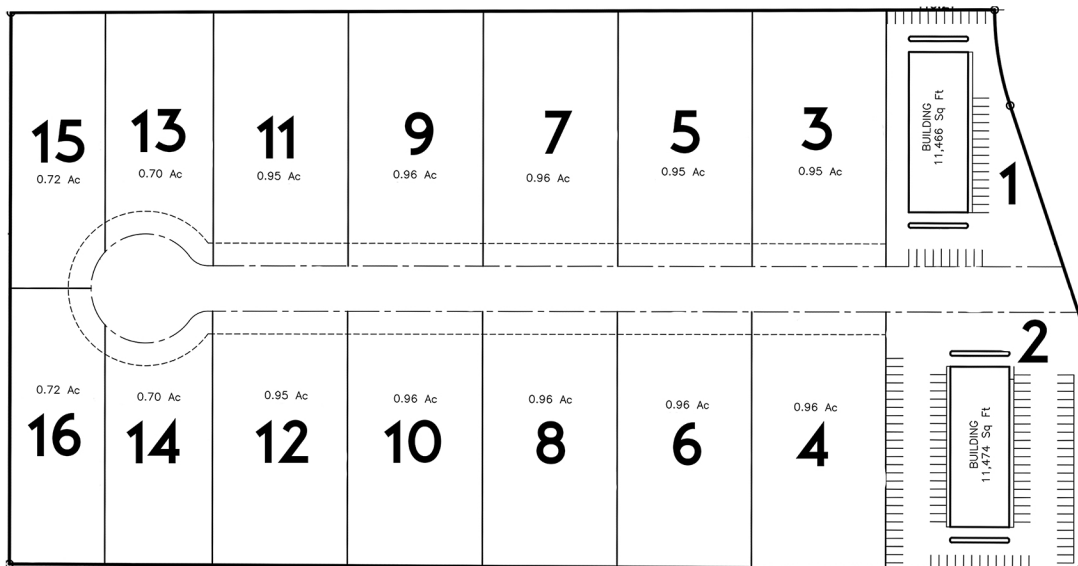 15
0.72 Ac
13
0.70 Ac
11
0.95 Ac
9
0.96 Ac
7
0.96 Ac
5
0.95 Ac
3
0.95 Ac
BUILDING
11,466 Sq Ft
1
0.72 Ac
16
0.70 Ac
14
0.95 Ac
12
0.96 Ac
10
0.96 Ac
8
0.96 Ac
6
0.96 Ac
4
2
BUILDING
11,474 Sq Ft